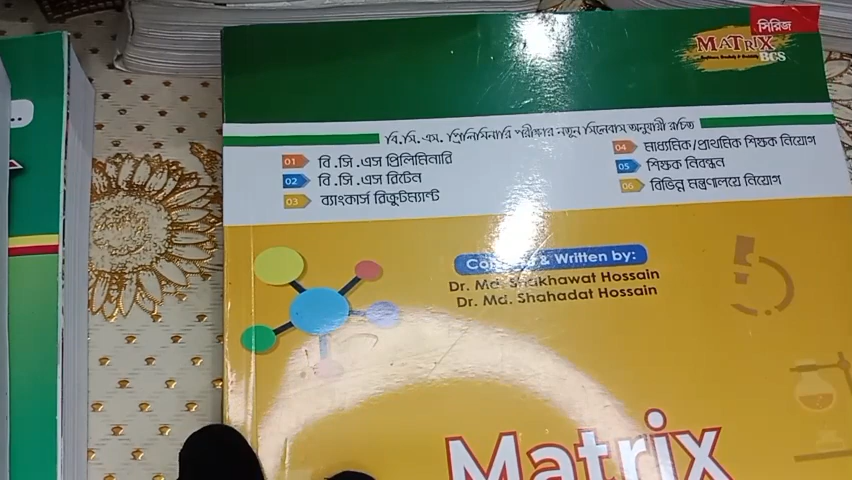 সিরিজ
MATRIX
BCS
বি.সি.এস. প্রিলিমিনারি পরীক্ষার নতুন সিলেবাস অনুযায়ী রচিত
01 বি.সি.এস প্রিলিমিনারি
02 বি.সি.এস রিটেন
03 ব্যাংকার্স রিক্রুটম্যান্ট
04 মাধ্যমিক/প্রাথমিক শিক্ষক নিয়োগ
05 শিক্ষক নিবন্ধন
06 বিভিন্ন মন্ত্রণালয়ে নিয়োগ
& Written by:
Dr. Md. Shakhawat Hossain
Dr. Md. Shahadat Hossain
Matrix